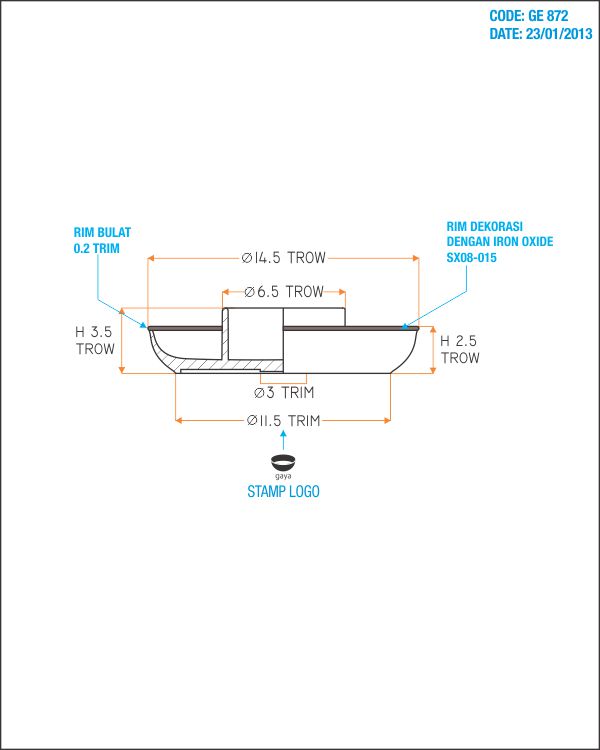 CODE: GE 872
DATE: 23/01/2013
RIM BULAT
0.2 TRIM
RIM DEKORASI
DENGAN IRON OXIDE
SX08-015
Ø14.5 TROW
Ø6.5 TROW
H 3.5
TROW
H 2.5
TROW
Ø3 TRIM
Ø11.5 TRIM
gaya
STAMP LOGO